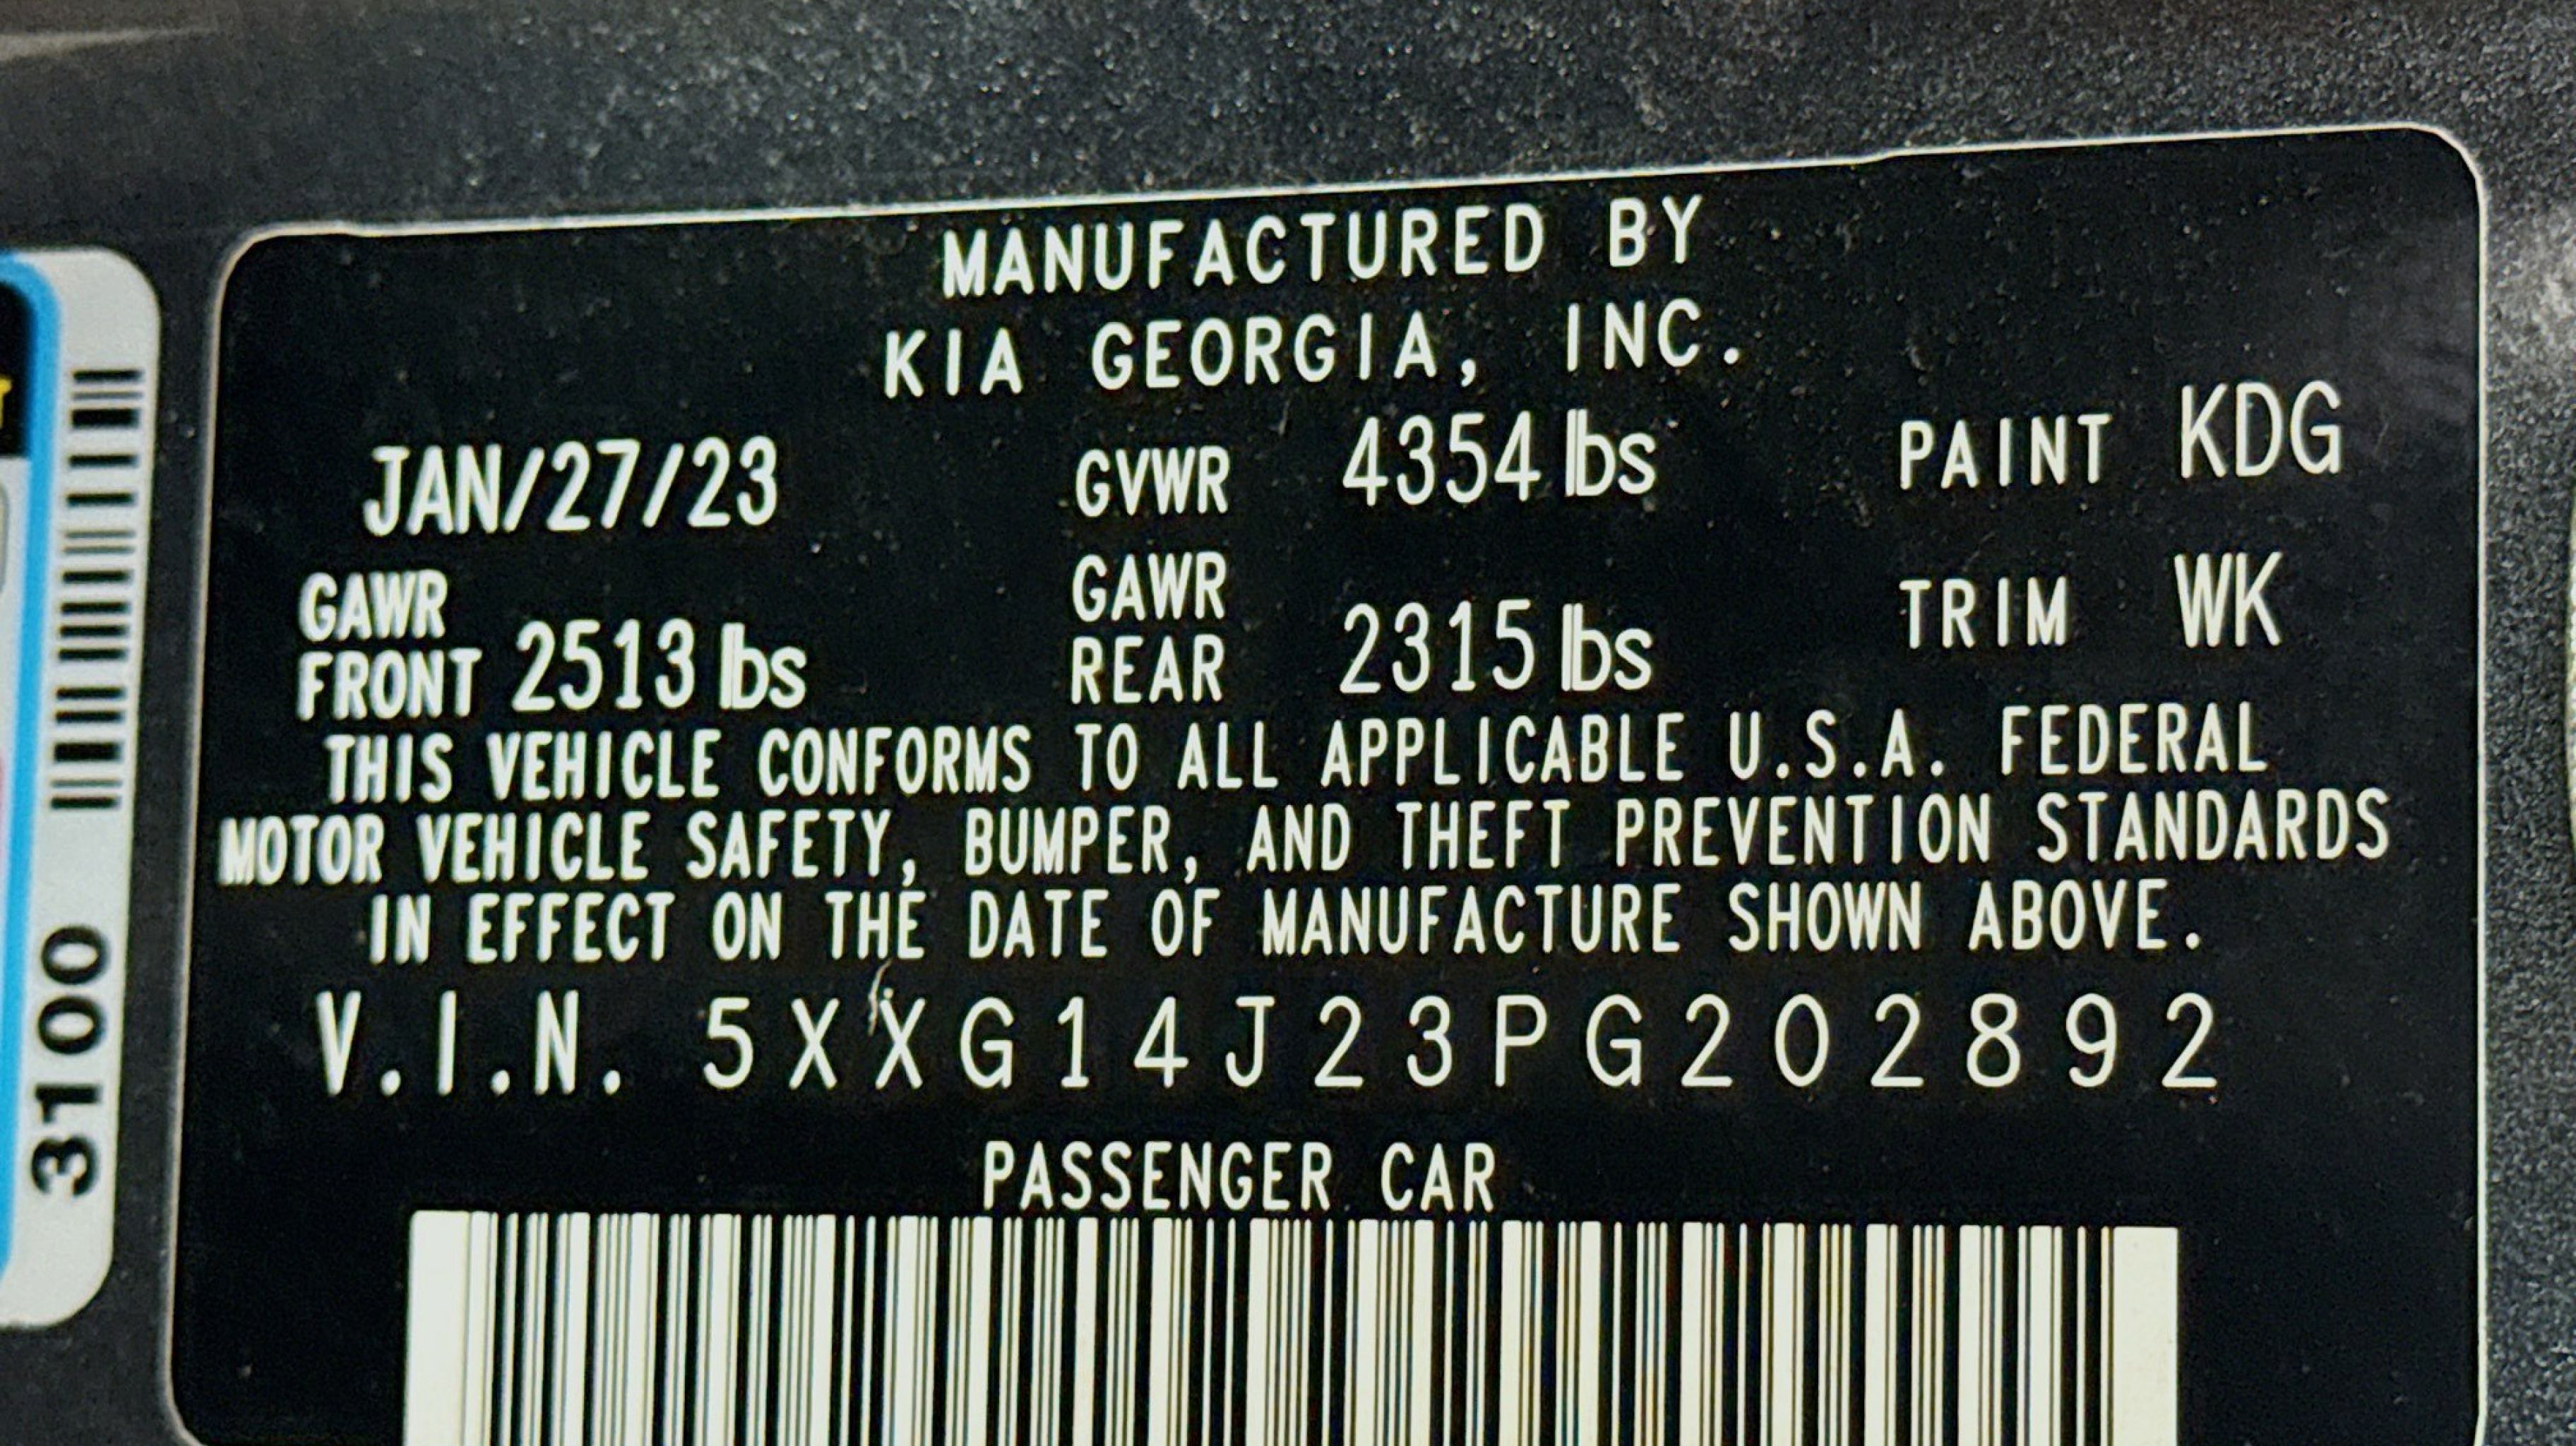 MANUFACTURED BY
KIA GEORGIA, INC.
JAN/27/23 GVWR 4354 lbs PAINT KDG
GAWR FRONT 2513 lbs GAWR REAR 2315 lbs TRIM WK
THIS VEHICLE CONFORMS TO ALL APPLICABLE U.S.A. FEDERAL
MOTOR VEHICLE SAFETY, BUMPER, AND THEFT PREVENTION STANDARDS
IN EFFECT ON THE DATE OF MANUFACTURE SHOWN ABOVE.
V.I.N. 5XXG14J23PG202892
PASSENGER CAR
3100